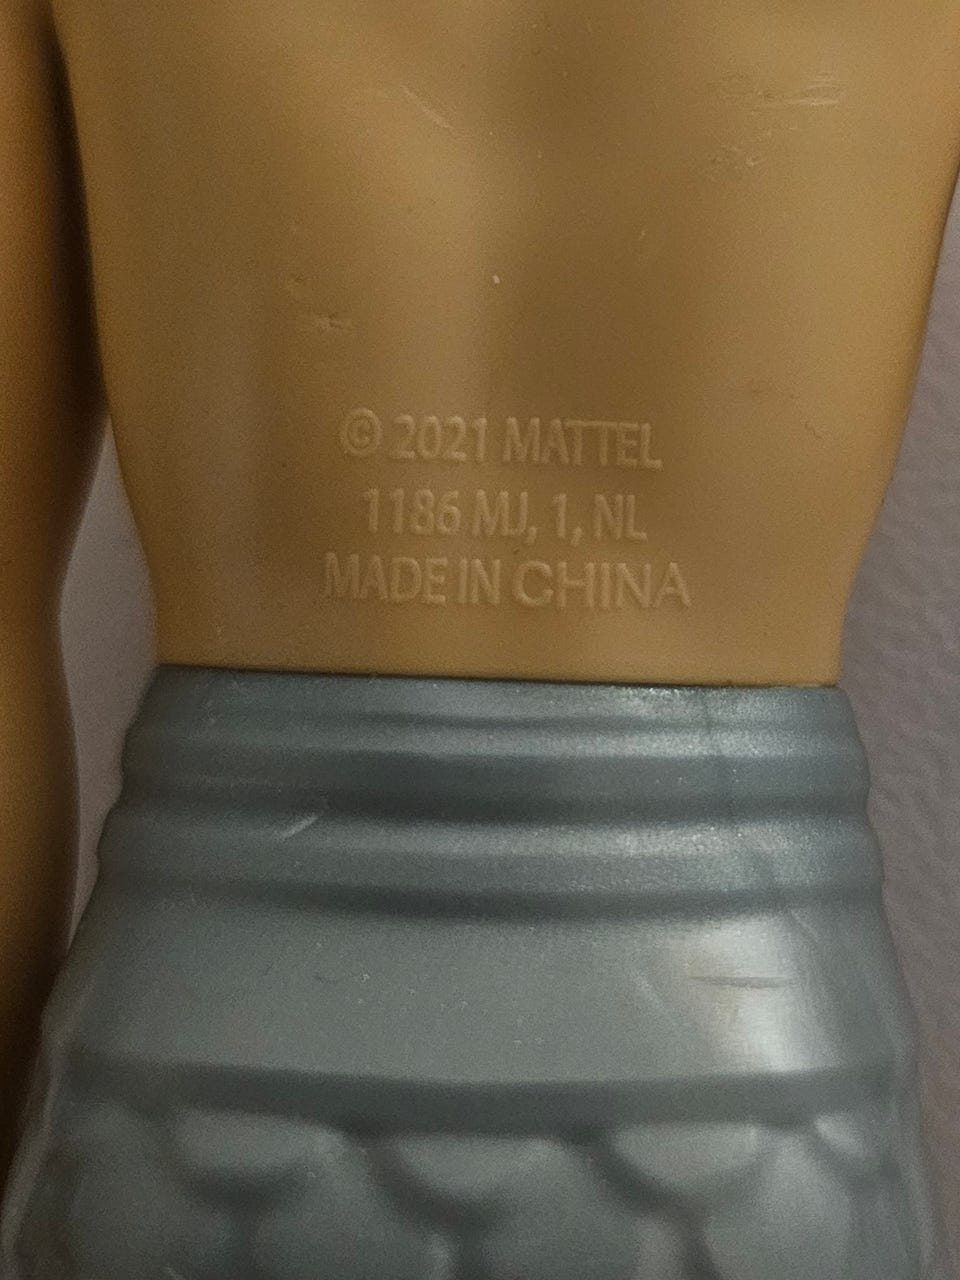 © 2021 MATTEL
1186 MJ, 1, NL
MADE IN CHINA